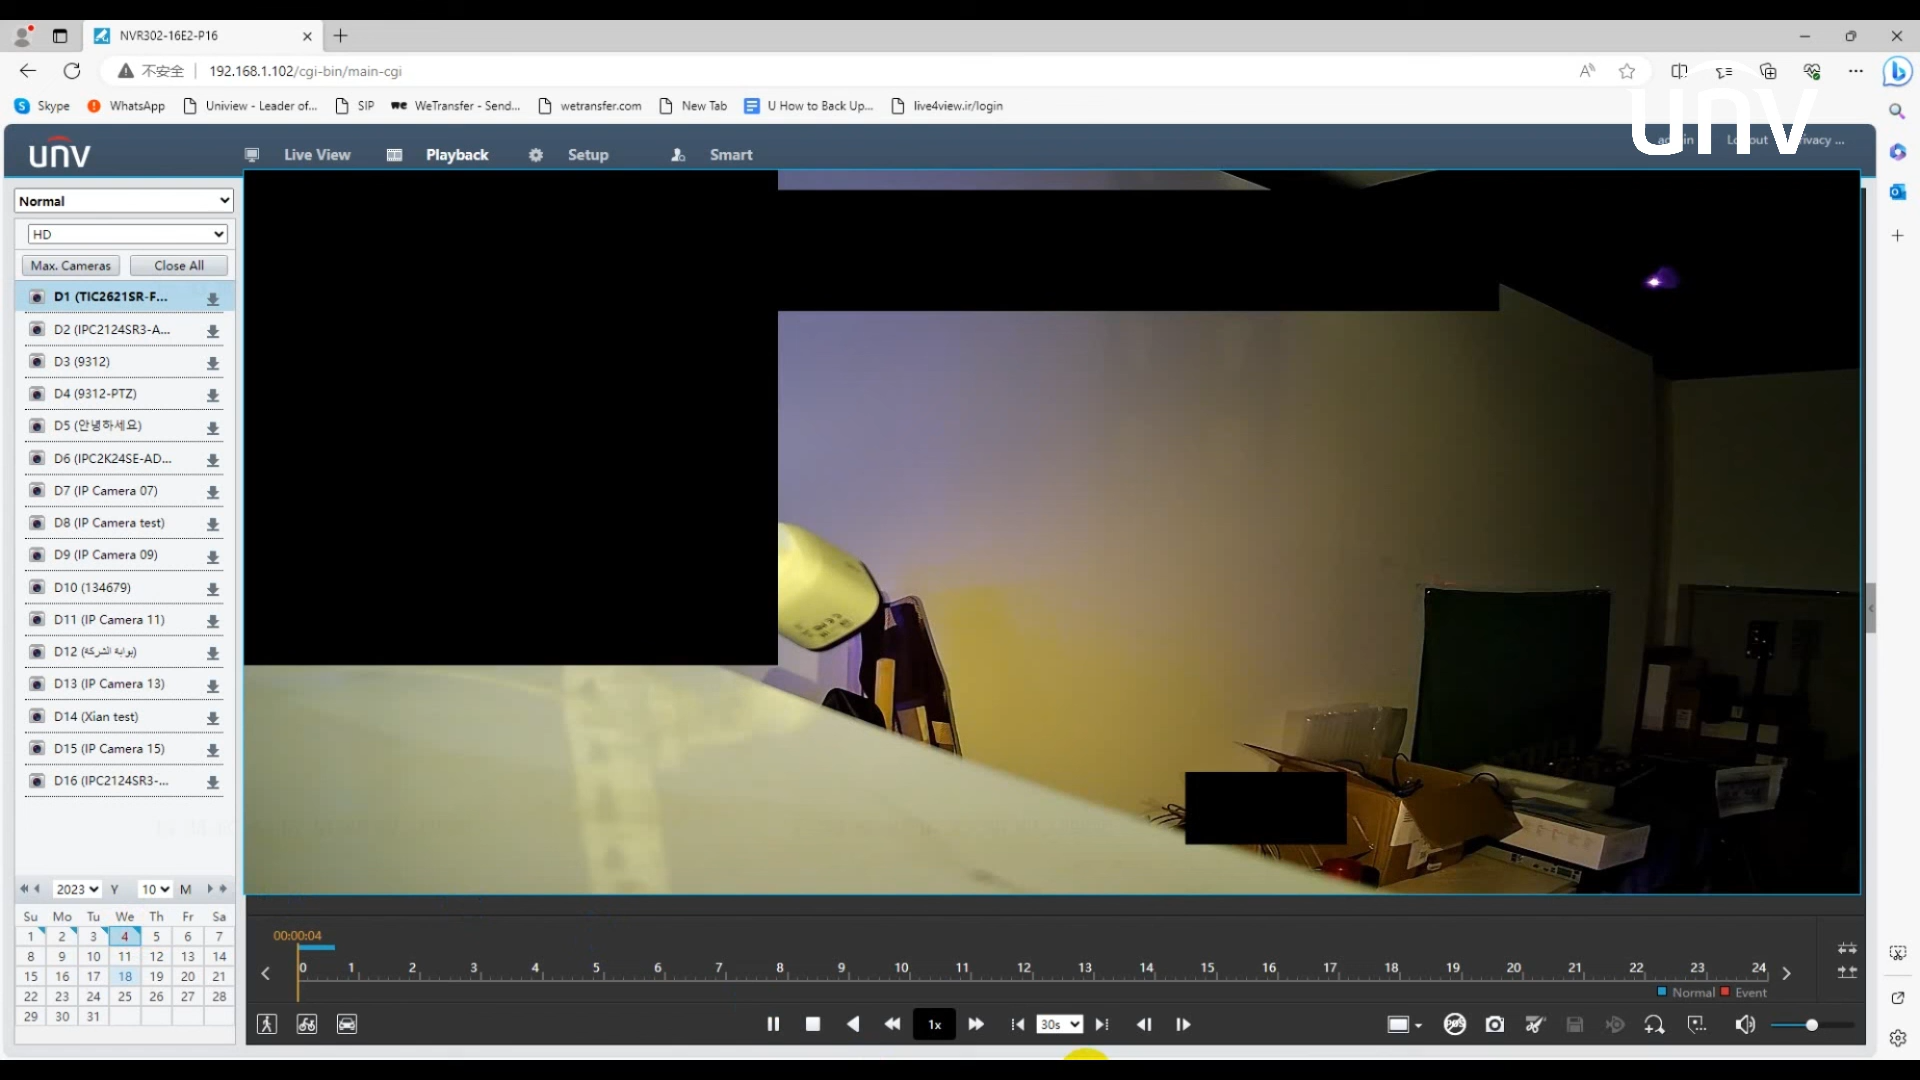 NVR302-16E2-P16
不安全
192.168.1.102/cgi-bin/main-cgi
Skype
WhatsApp
Uniview - Leader of...
SIP
WeTransfer - Send...
wetransfer.com
New Tab
U How to Back Up...
live4view.ir/login
unv
Live View
Playback
Setup
Smart
unv
Normal
HD
Max. Cameras
Close All
D1 (TIC2621SR-F...
D2 (IPC2124SR3-A...
D3 (9312)
D4 (9312-PTZ)
D5 (안녕하세요)
D6 (IPC2K24SE-AD...
D7 (IP Camera 07)
D8 (IP Camera test)
D9 (IP Camera 09)
D10 (134679)
D11 (IP Camera 11)
D12 (بوابة الشركة)
D13 (IP Camera 13)
D14 (Xian test)
D15 (IP Camera 15)
D16 (IPC2124SR3-...
2023 Y 10 M
Su Mo Tu We Th Fr Sa
1 2 3 4 5 6 7
8 9 10 11 12 13 14
15 16 17 18 19 20 21
22 23 24 25 26 27 28
29 30 31
00:00:04
0 1 2 3 4 5 6 7 8 9 10 11 12 13 14 15 16 17 18 19 20 21 22 23 24
Normal Event
1x
30s
POS